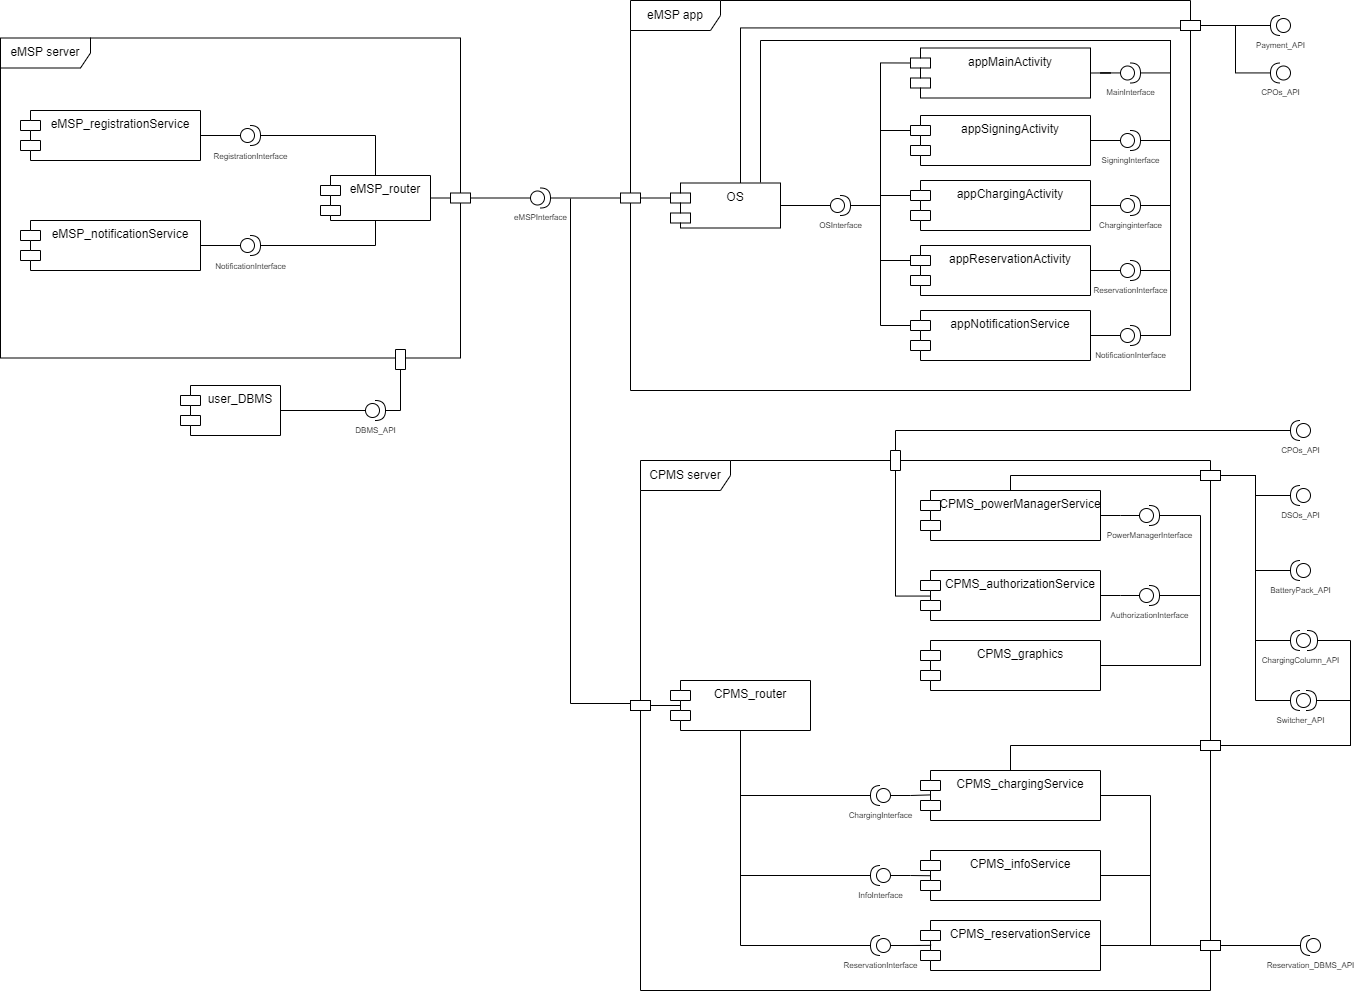 eMSP server
eMSP_registrationService
RegistrationInterface
eMSP_router
eMSP_notificationService
NotificationInterface
user_DBMS
DBMS_API
eMSPInterface
eMSP app
OS
OSInterface
appMainActivity
MainInterface
appSigningActivity
SigningInterface
appChargingActivity
Charginginterface
appReservationActivity
ReservationInterface
appNotificationService
NotificationInterface
Payment_API
CPOs_API
CPMS server
CPOs_API
CPMS_powerManagerService
PowerManagerInterface
DSOs_API
CPMS_authorizationService
AuthorizationInterface
BatteryPack_API
CPMS_graphics
ChargingColumn_API
CPMS_router
Switcher_API
CPMS_chargingService
ChargingInterface
CPMS_infoService
InfoInterface
CPMS_reservationService
ReservationInterface
Reservation_DBMS_API